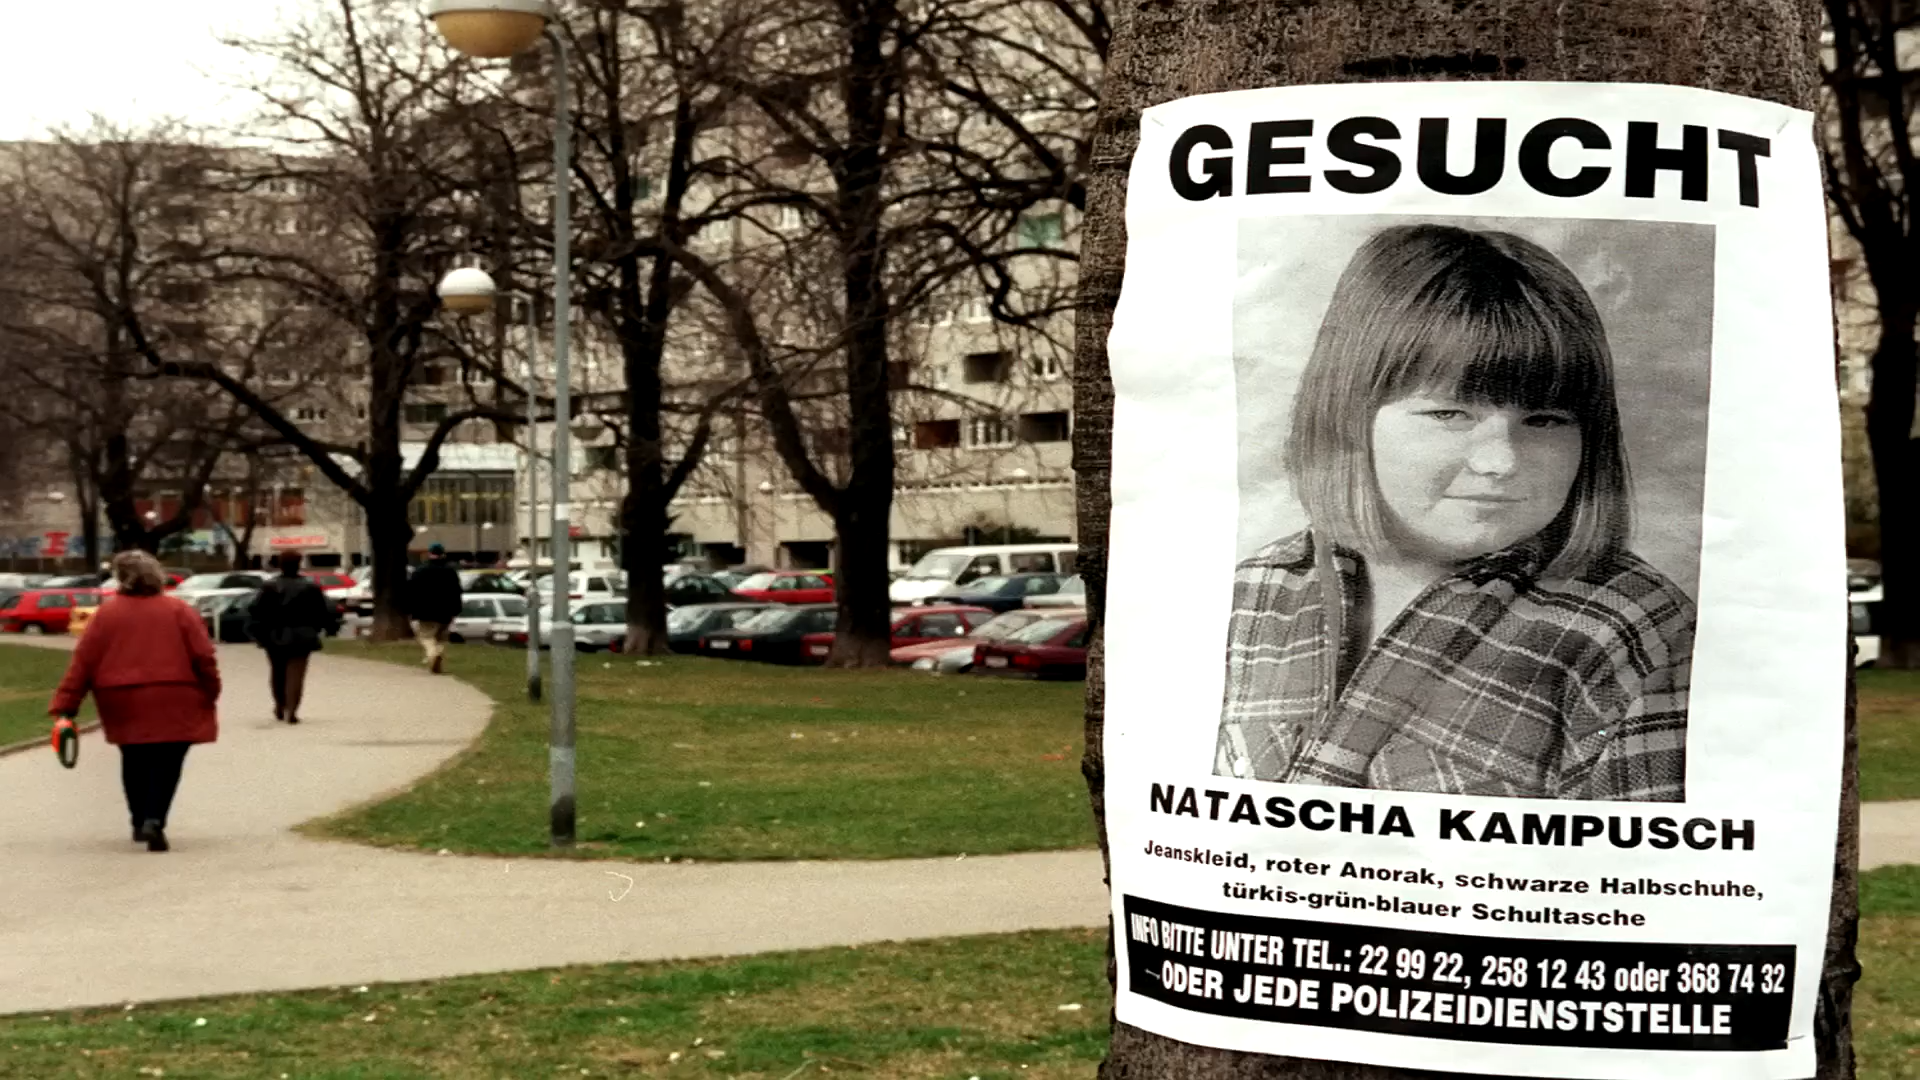 GESUCHT
NATASCHA KAMPUSCH
Jeanskleid, roter Anorak, schwarze Halbschuhe,
türkis-grün-blauer Schultasche
INFO BITTE UNTER TEL.: 22 99 22, 258 12 43 oder 368 74 32
ODER JEDE POLIZEIDIENSTSTELLE